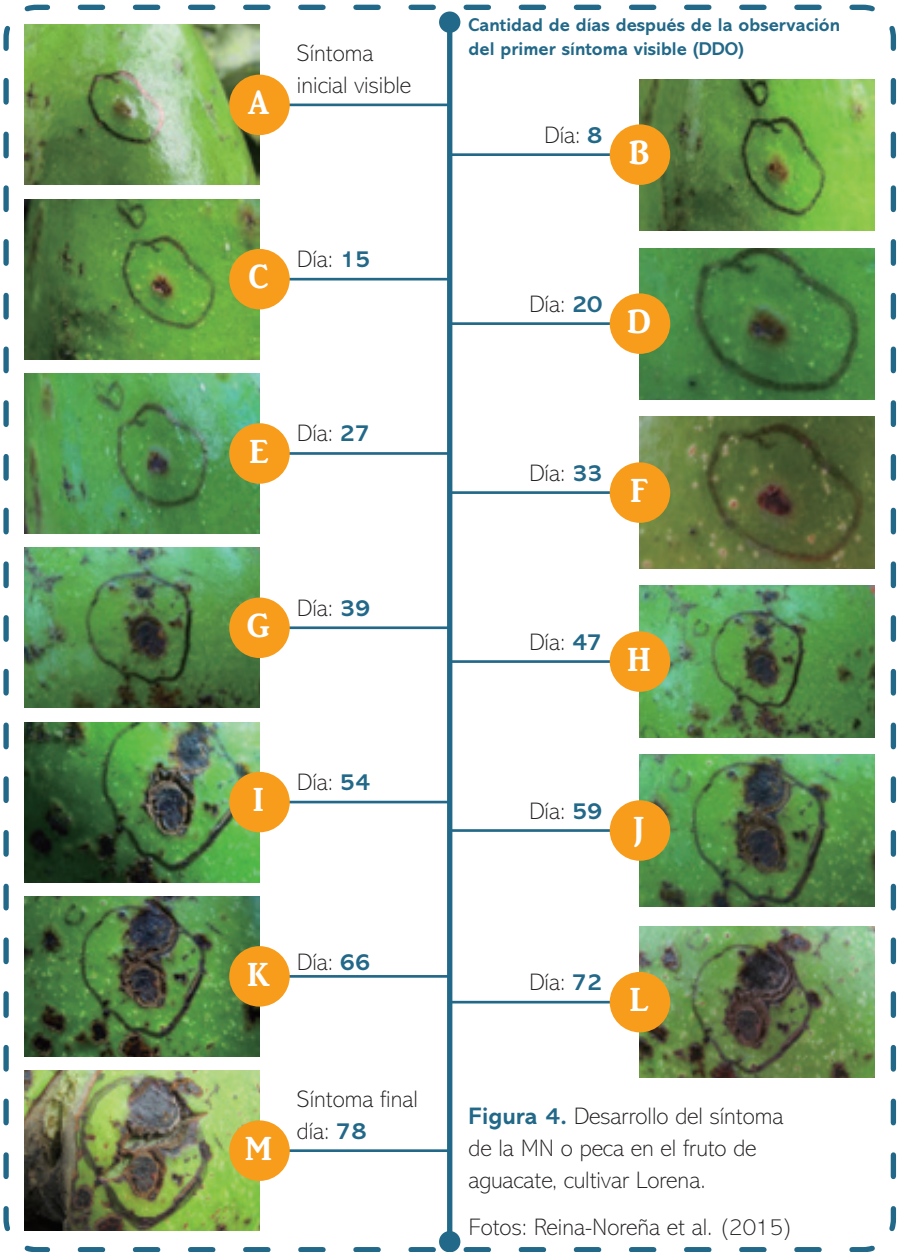 Cantidad de días después de la observación
del primer síntoma visible (DDO)
Síntoma
inicial visible
A
Día: 8
B
Día: 15
C
Día: 20
D
Día: 27
E
Día: 33
F
Día: 39
G
Día: 47
H
Día: 54
I
Día: 59
J
Día: 66
K
Día: 72
L
Síntoma final
día: 78
M
Figura 4. Desarrollo del síntoma
de la MN o peca en el fruto de
aguacate, cultivar Lorena.
Fotos: Reina-Noreña et al. (2015)